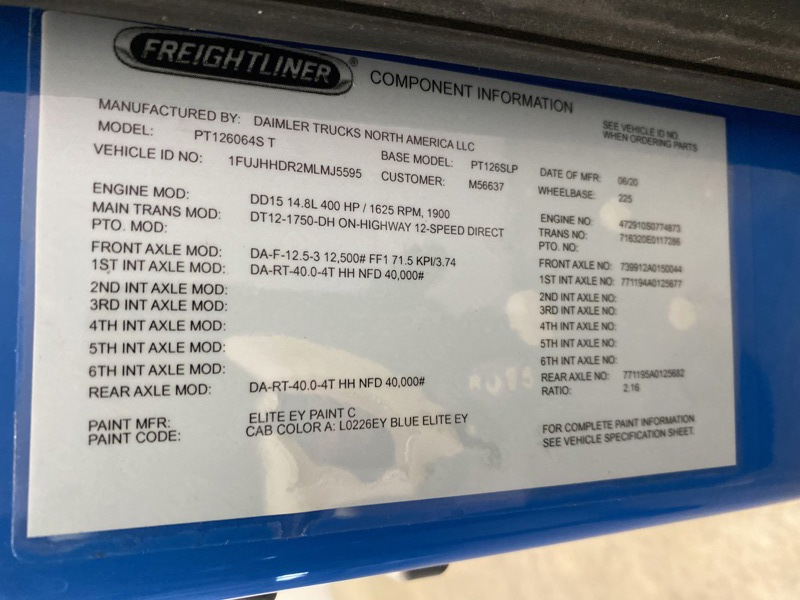 FREIGHTLINER® COMPONENT INFORMATION
MANUFACTURED BY: DAIMLER TRUCKS NORTH AMERICA LLC
SEE VEHICLE ID NO.
WHEN ORDERING PARTS
MODEL: PT126064S T BASE MODEL: PT126SLP DATE OF MFR: 06/20
VEHICLE ID NO: 1FUJHHDR2MLMJ5595 CUSTOMER: M56637 WHEELBASE: 225
ENGINE MOD: DD15 14.8L 400 HP / 1625 RPM, 1900 ENGINE NO: 472910S0774873
MAIN TRANS MOD: DT12-1750-DH ON-HIGHWAY 12-SPEED DIRECT TRANS NO: 716320E0117286
PTO. MOD: PTO. NO:
FRONT AXLE MOD: DA-F-12.5-3 12,500# FF1 71.5 KPI/3.74 FRONT AXLE NO: 739912A0150044
1ST INT AXLE MOD: DA-RT-40.0-4T HH NFD 40,000# 1ST INT AXLE NO: 771194A0125677
2ND INT AXLE MOD: 2ND INT AXLE NO:
3RD INT AXLE MOD: 3RD INT AXLE NO:
4TH INT AXLE MOD: 4TH INT AXLE NO:
5TH INT AXLE MOD: 5TH INT AXLE NO:
6TH INT AXLE MOD: 6TH INT AXLE NO:
REAR AXLE MOD: DA-RT-40.0-4T HH NFD 40,000# REAR AXLE NO: 771195A0125682
RATIO: 2.16
PAINT MFR: ELITE EY PAINT C
PAINT CODE: CAB COLOR A: L0226EY BLUE ELITE EY
FOR COMPLETE PAINT INFORMATION
SEE VEHICLE SPECIFICATION SHEET.